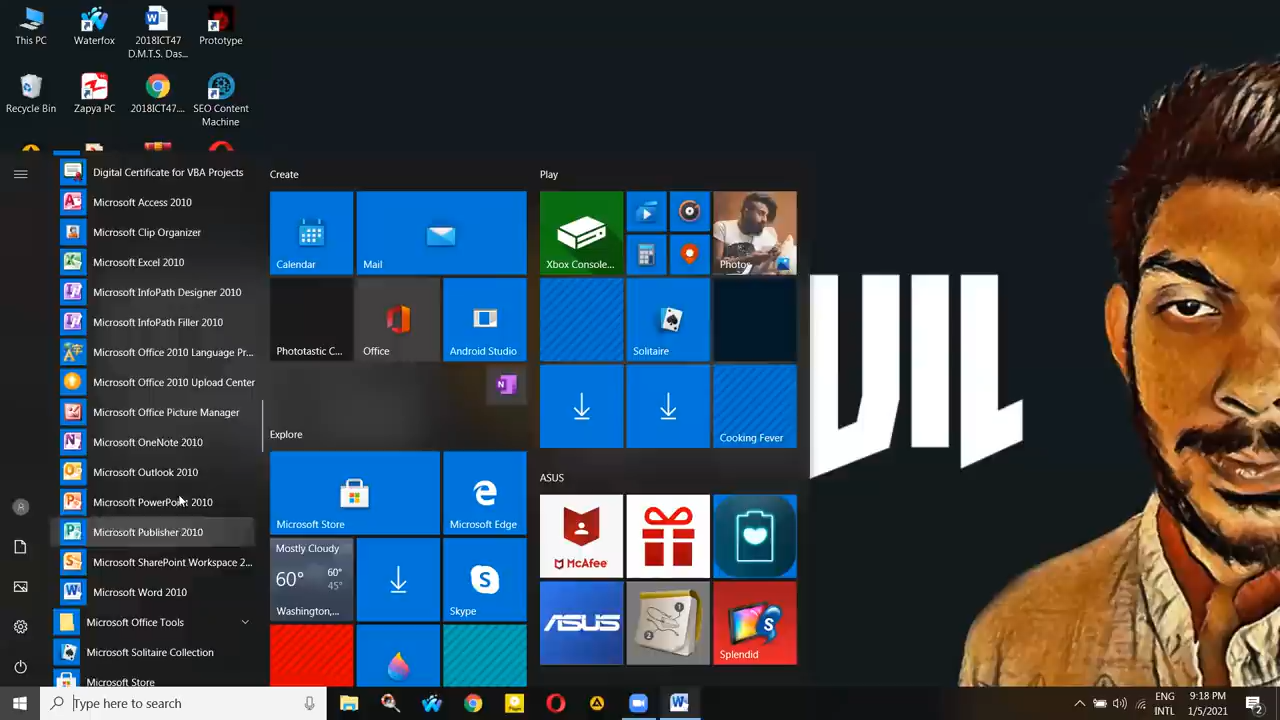 This PC
Waterfox
2018ICT47
D.M.T.S. Das...
Prototype
Recycle Bin
Zapya PC
2018ICT47....
SEO Content
Machine
Digital Certificate for VBA Projects
Microsoft Access 2010
Microsoft Clip Organizer
Microsoft Excel 2010
Microsoft InfoPath Designer 2010
Microsoft InfoPath Filler 2010
Microsoft Office 2010 Language Pr...
Microsoft Office 2010 Upload Center
Microsoft Office Picture Manager
Microsoft OneNote 2010
Microsoft Outlook 2010
Microsoft PowerPoint 2010
Microsoft Publisher 2010
Microsoft SharePoint Workspace 2...
Microsoft Word 2010
Microsoft Office Tools
Microsoft Solitaire Collection
Microsoft Store
Create
Calendar
Mail
Phototastic C...
Office
Android Studio
Explore
Microsoft Store
Microsoft Edge
Mostly Cloudy
60° 60°
45°
Washington,...
Skype
Play
Xbox Console...
Photos
Solitaire
Cooking Fever
ASUS
McAfee
ASUS
Splendid
Type here to search
ENG
INTL
9:18 PM
1/5/2021
2